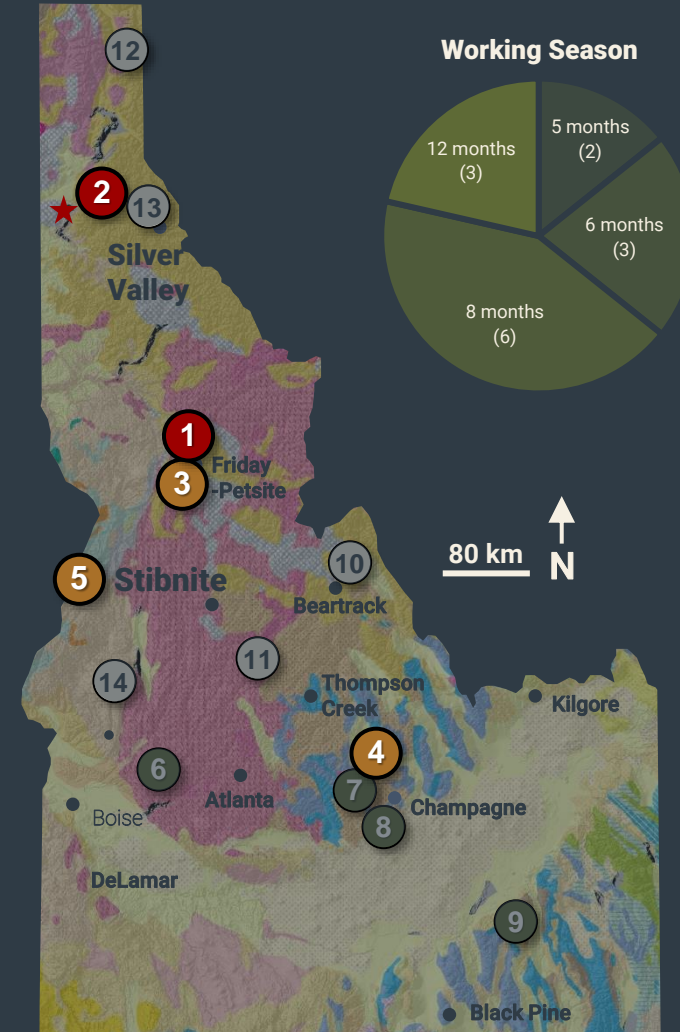 12
Working Season
5 months
(2)
12 months
(3)
2
13
6 months
(3)
Silver
Valley
8 months
(6)
1
Friday
-Petsite
3
80 km
N
5
Stibnite
10
Beartrack
11
14
Thompson
Creek
Kilgore
4
6
7
Atlanta
Champagne
Boise
8
DeLamar
9
Black Pine